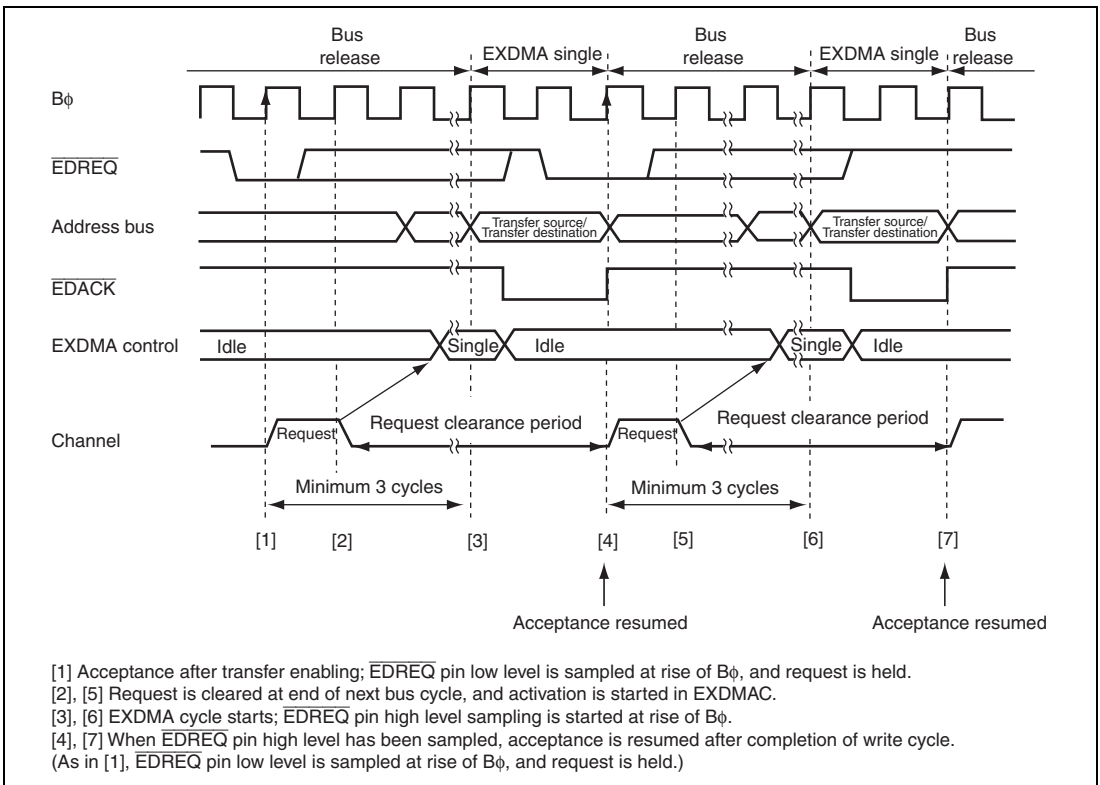 Bus release
EXDMA single
Bus release
EXDMA single
Bus release
Bφ
EDREQ
Address bus
Transfer source/
Transfer destination
Transfer source/
Transfer destination
EDACK
EXDMA control
Idle
Single
Idle
Single
Idle
Channel
Request
Request clearance period
Request
Request clearance period
Minimum 3 cycles
Minimum 3 cycles
[1]
[2]
[3]
[4]
[5]
[6]
[7]
Acceptance resumed
Acceptance resumed
[1] Acceptance after transfer enabling; EDREQ pin low level is sampled at rise of Bφ, and request is held.
[2], [5] Request is cleared at end of next bus cycle, and activation is started in EXDMAC.
[3], [6] EXDMA cycle starts; EDREQ pin high level sampling is started at rise of Bφ.
[4], [7] When EDREQ pin high level has been sampled, acceptance is resumed after completion of write cycle.
(As in [1], EDREQ pin low level is sampled at rise of Bφ, and request is held.)